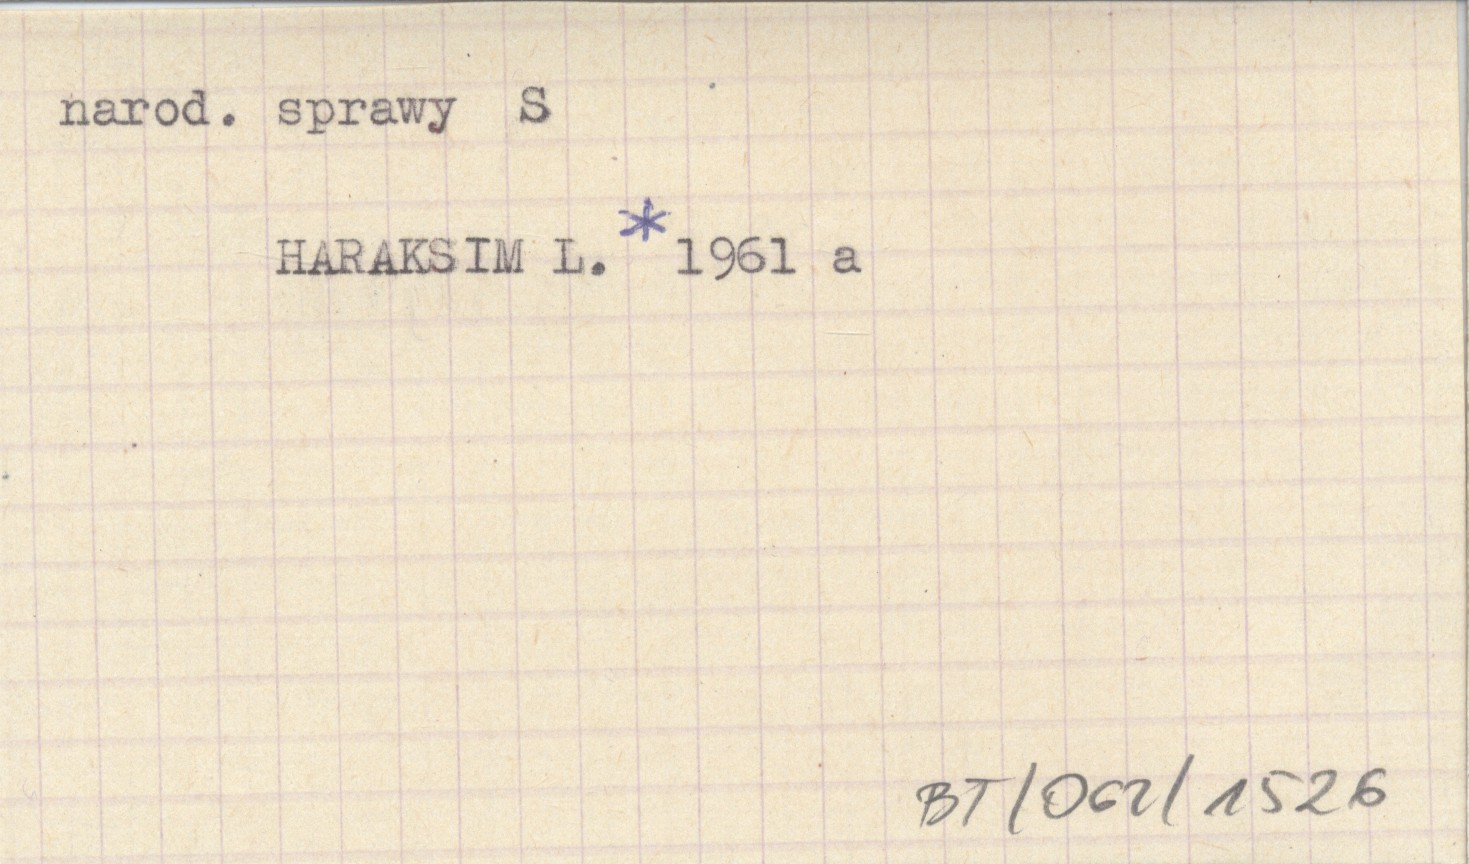 narod. sprawy S
HARAKSIM L.* 1961 a
BT/062/1526